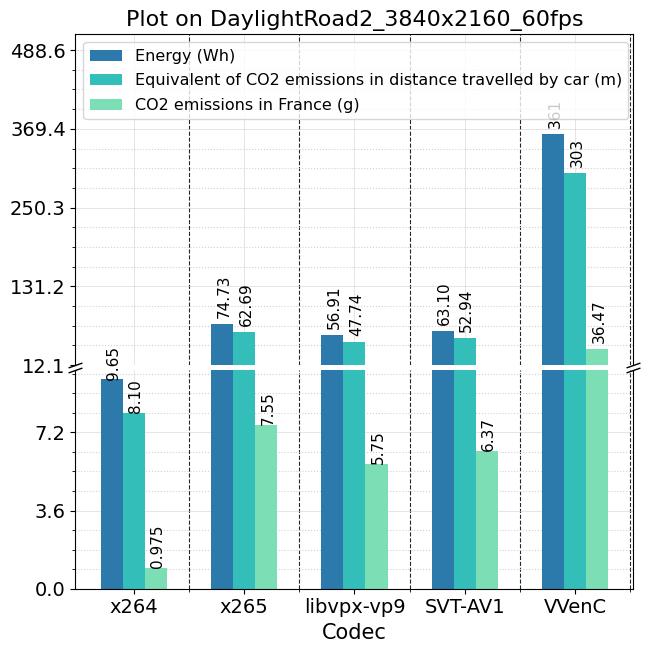 Plot on DaylightRoad2_3840x2160_60fps
488.6
369.4
250.3
131.2
12.1
7.2
3.6
0.0
Energy (Wh)
Equivalent of CO2 emissions in distance travelled by car (m)
CO2 emissions in France (g)
9.65
8.10
0.975
74.73
62.69
7.55
56.91
47.74
5.75
63.10
52.94
6.37
361
303
36.47
x264
x265
libvpx-vp9
SVT-AV1
VVenC
Codec